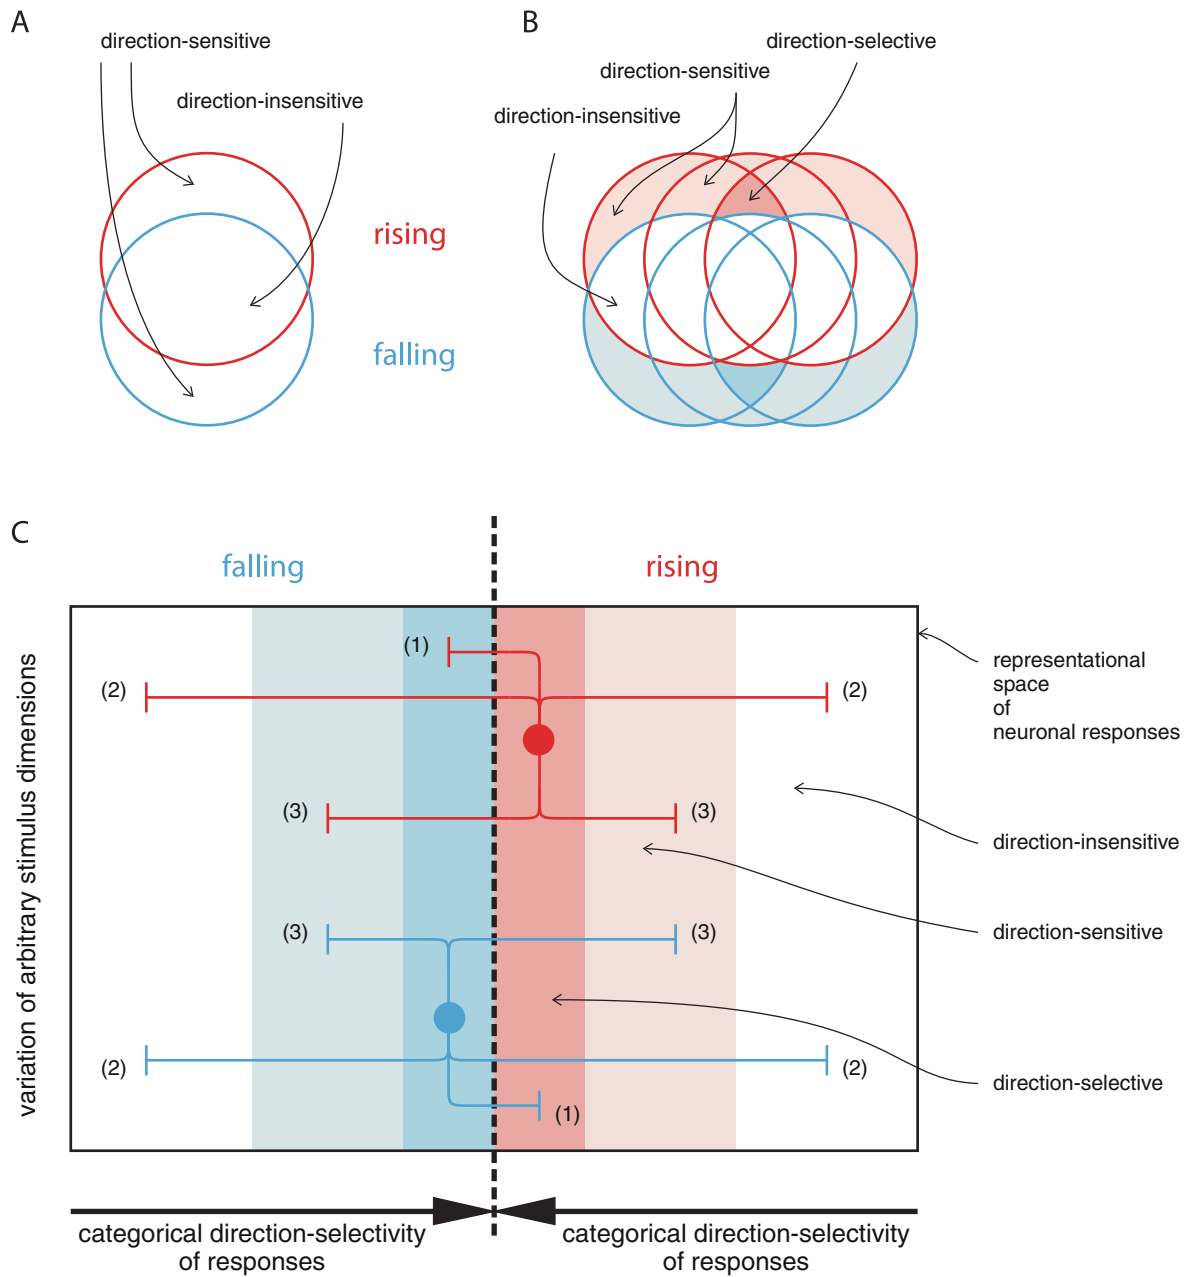 A
direction-sensitive
direction-insensitive
rising
falling
B
direction-selective
direction-sensitive
direction-insensitive
C
falling
rising
variation of arbitrary stimulus dimensions
(1)
(2)
(2)
(3)
(3)
(3)
(3)
(2)
(2)
(1)
representational
space
of
neuronal responses
direction-insensitive
direction-sensitive
direction-selective
categorical direction-selectivity
of responses
categorical direction-selectivity
of responses